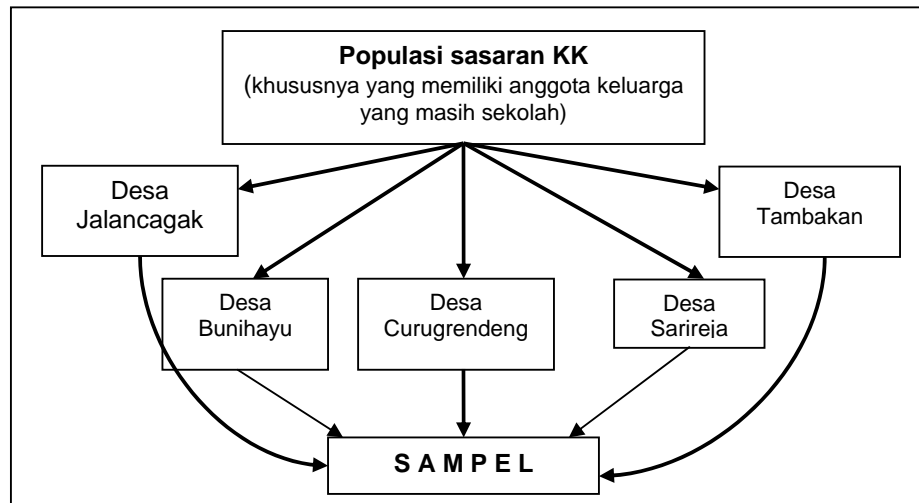 Populasi sasaran KK
(khususnya yang memiliki anggota keluarga
yang masih sekolah)
Desa
Jalancagak
Desa
Tambakan
Desa
Bunihayu
Desa
Curugrendeng
Desa
Sarireja
S A M P E L